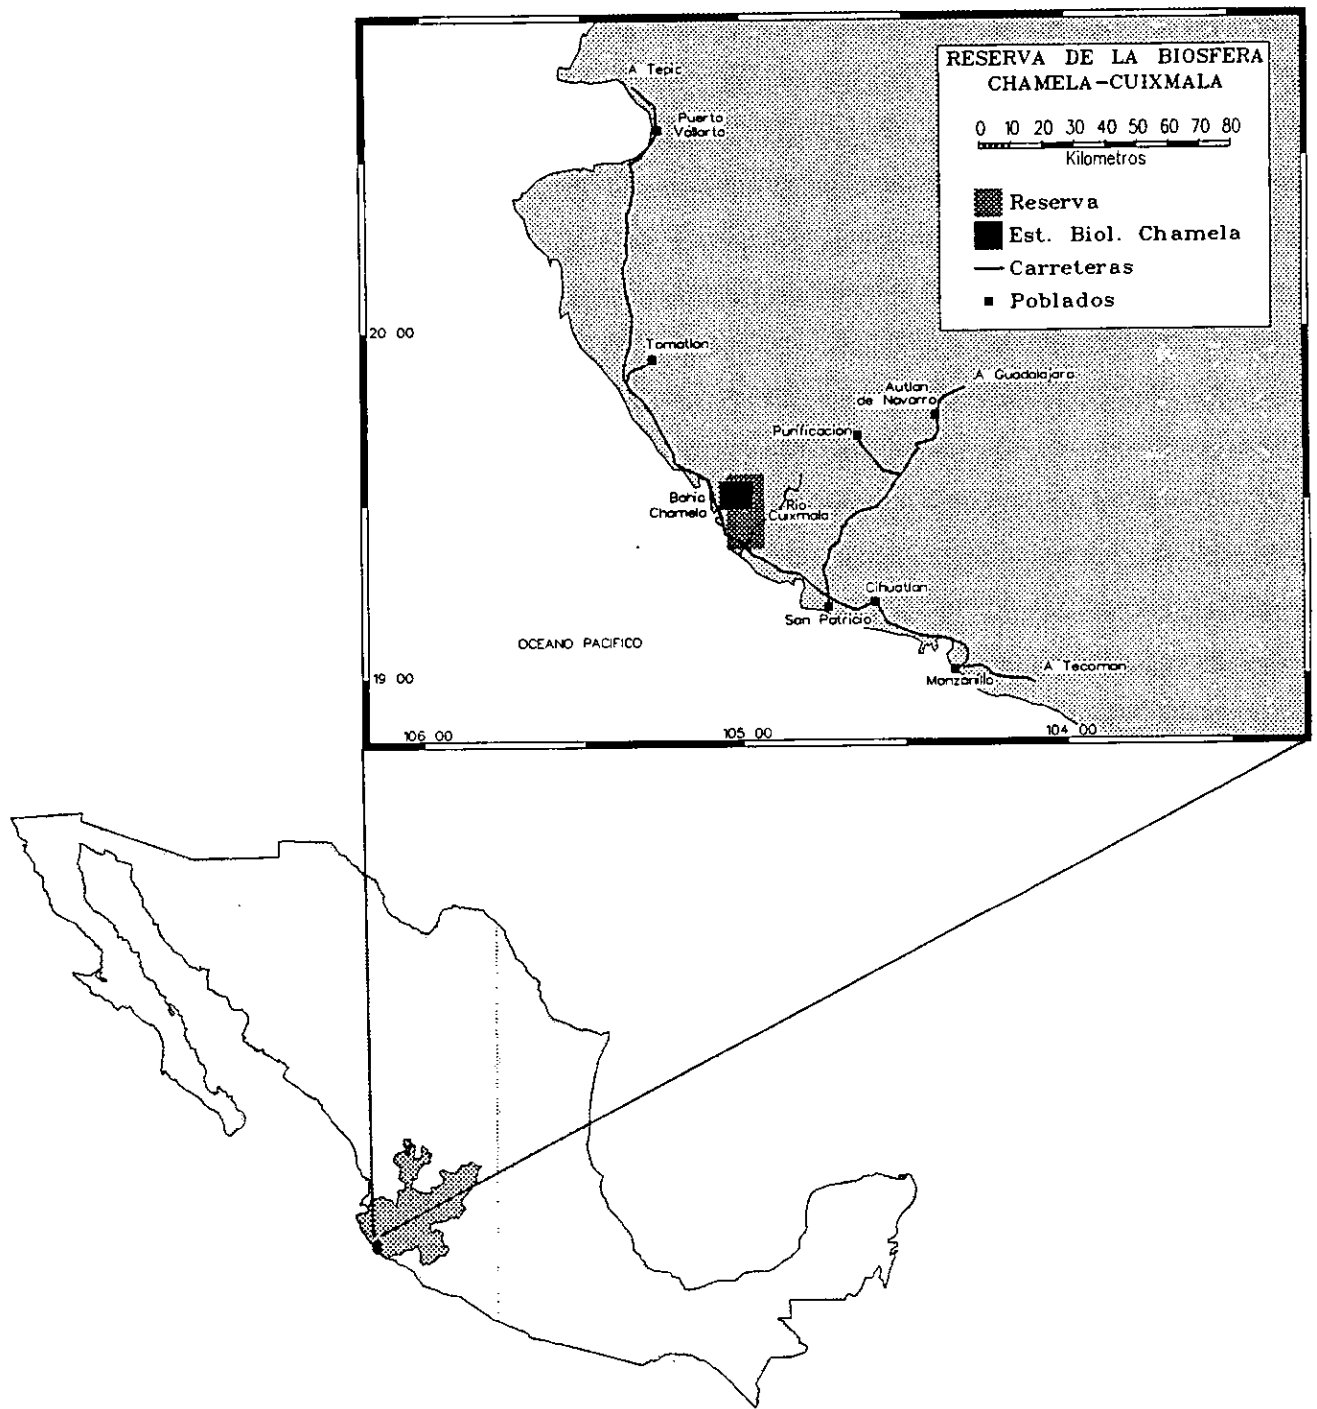 RESERVA DE LA BIOSFERA
CHAMELA-CUIXMALA
0 10 20 30 40 50 60 70 80
Kilometros
Reserva
Est. Biol. Chamela
Carreteras
Poblados
A Tepic
Puerto
Vallarta
20 00
Tomatlan
A Guadalajara
Autlan
de Navarro
Purificacion
Bahia
Chamela
Rio
Cuixmala
Cihuatlan
San Patricio
OCEANO PACIFICO
A Tecoman
19 00
Manzanillo
106 00
105 00
104 00